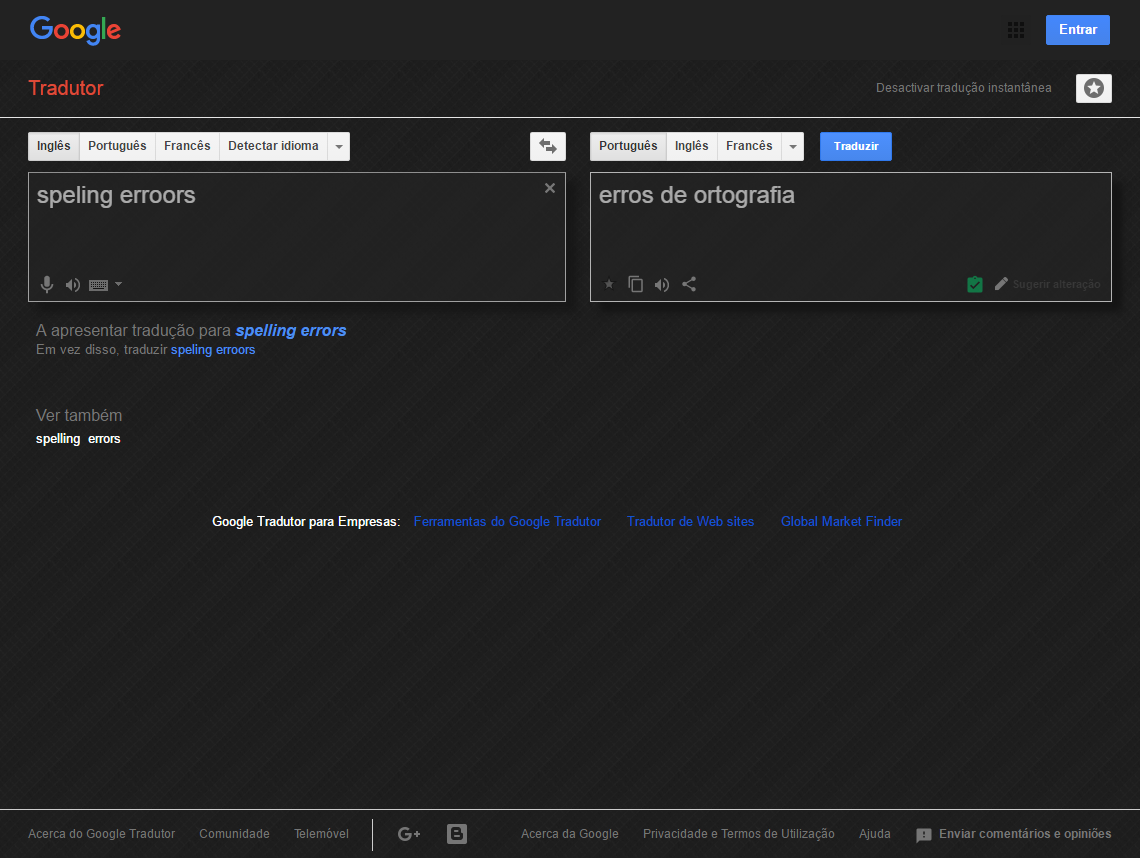 Google
Entrar
Tradutor
Desactivar tradução instantânea
Inglês Português Francês Detectar idioma
Português Inglês Francês
Traduzir
speling erroors
erros de ortografia
Sugerir alteração
A apresentar tradução para spelling errors
Em vez disso, traduzir speling erroors
Ver também
spelling errors
Google Tradutor para Empresas: Ferramentas do Google Tradutor Tradutor de Web sites Global Market Finder
Acerca do Google Tradutor Comunidade Telemóvel G+ B Acerca da Google Privacidade e Termos de Utilização Ajuda Enviar comentários e opiniões